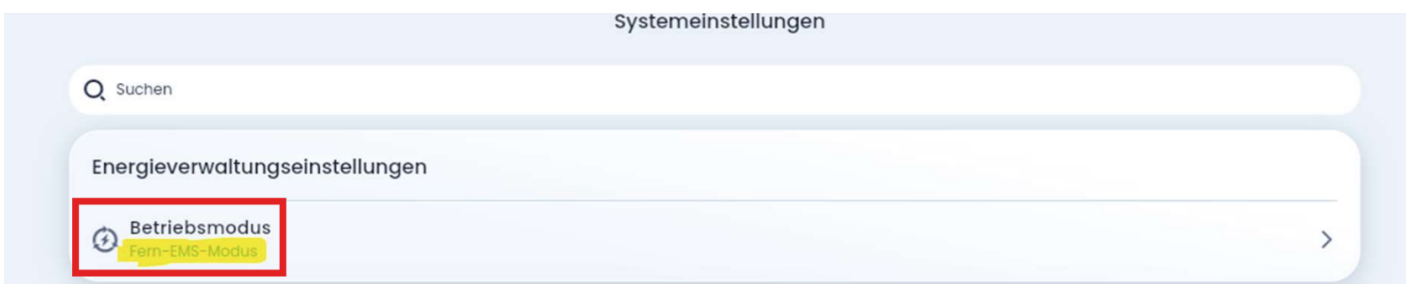 Systemeinstellungen
Suchen
Energieverwaltungseinstellungen
Betriebsmodus
Fern-EMS-Modus